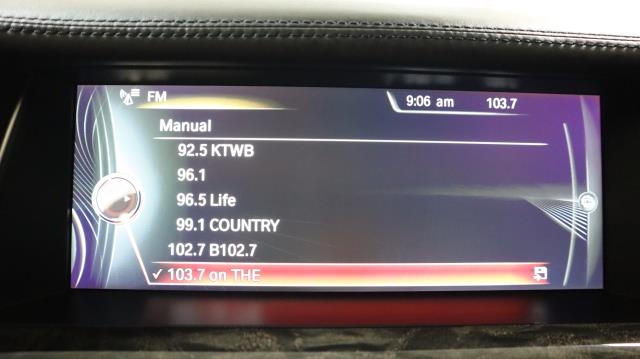 FM 9:06 am 103.7
Manual
92.5 KTWB
96.1
96.5 Life
99.1 COUNTRY
102.7 B102.7
✓ 103.7 on THE